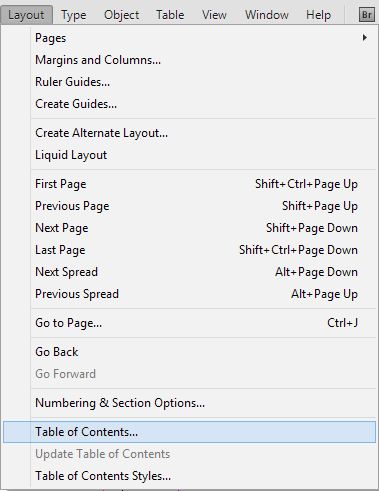 Layout Type Object Table View Window Help Br
Pages
Margins and Columns...
Ruler Guides...
Create Guides...
Create Alternate Layout...
Liquid Layout
First Page Shift+Ctrl+Page Up
Previous Page Shift+Page Up
Next Page Shift+Page Down
Last Page Shift+Ctrl+Page Down
Next Spread Alt+Page Down
Previous Spread Alt+Page Up
Go to Page... Ctrl+J
Go Back
Go Forward
Numbering & Section Options...
Table of Contents...
Update Table of Contents
Table of Contents Styles...